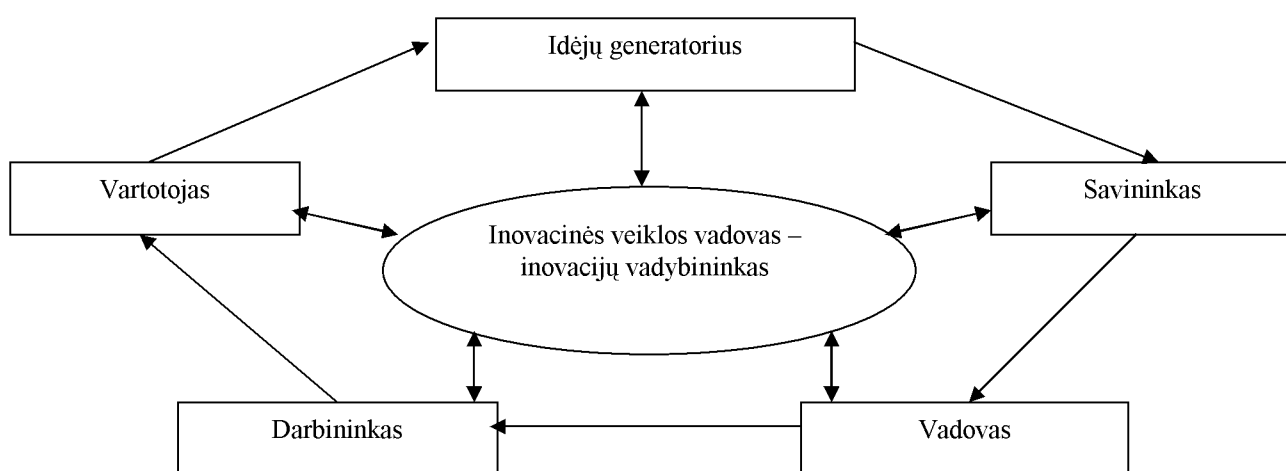 Idėjų generatorius
Vartotojas
Savininkas
Inovacinės veiklos vadovas –
inovacijų vadybininkas
Darbininkas
Vadovas